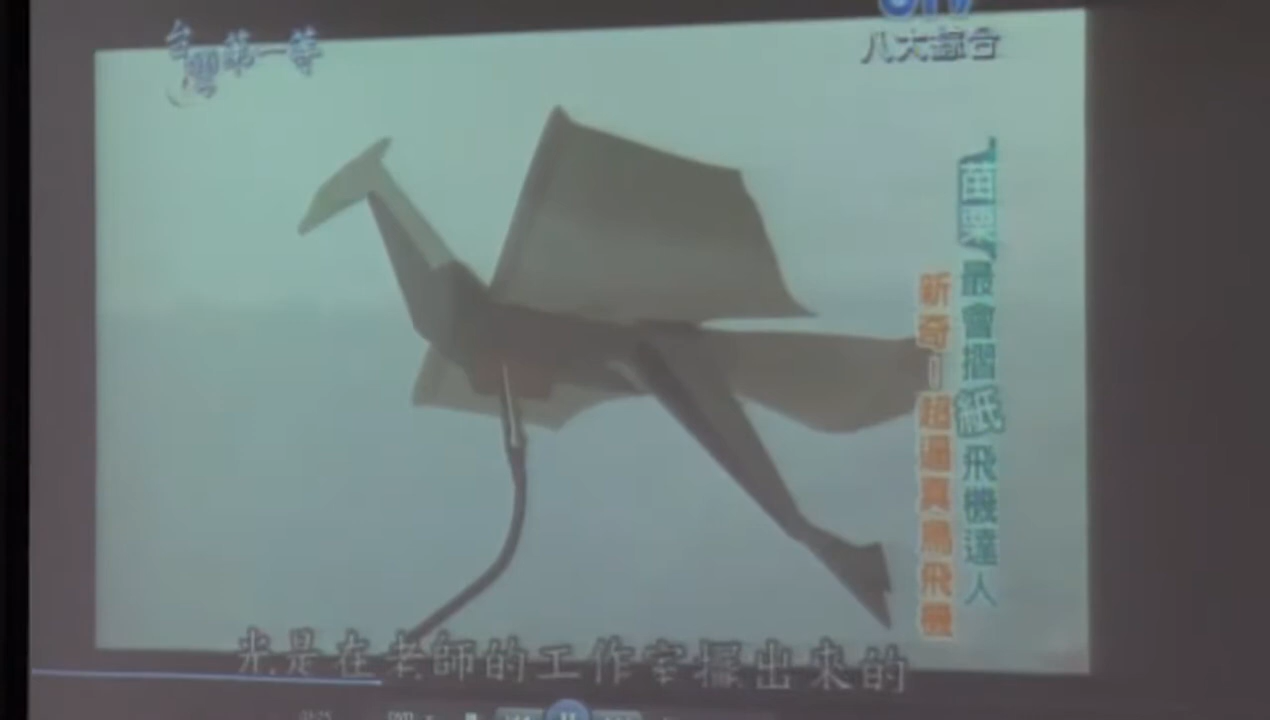 台灣第一等
八大綜合
苗栗 最會摺紙飛機達人
新奇-超逼真鳥飛機
光是在老師的工作室擺出來的